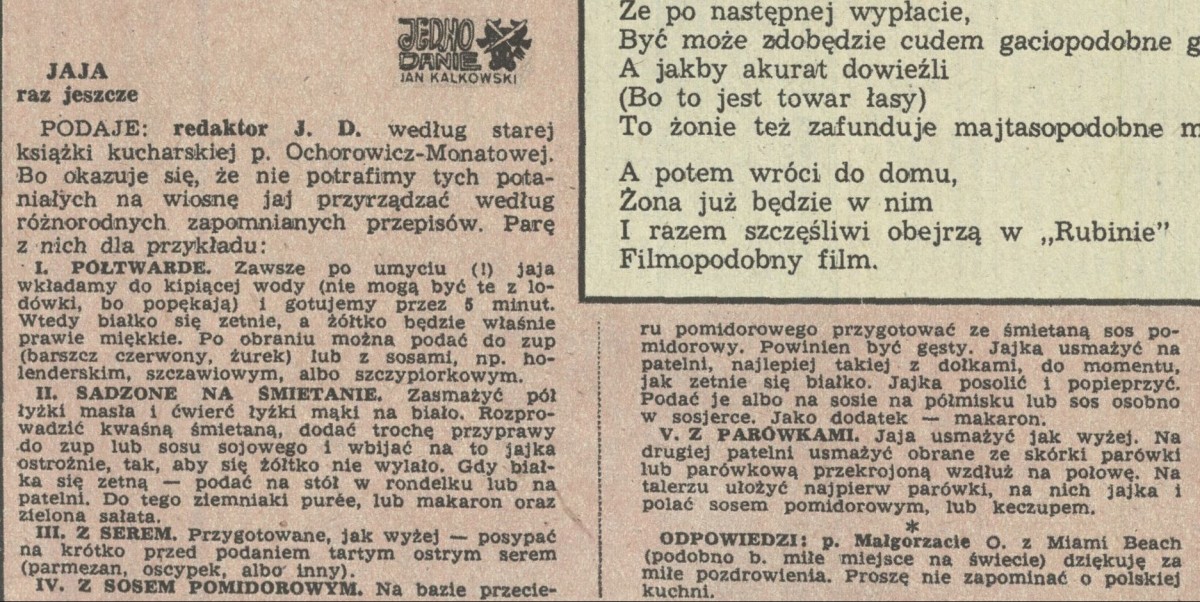 JEDNO
DANIE
JAN KALKOWSKI
JAJA
raz jeszcze
PODAJE: redaktor J. D. według starej
książki kucharskiej p. Ochorowicz-Monatowej.
Bo okazuje się, że nie potrafimy tych pota-
niałych na wiosnę jaj przyrządzać według
różnorodnych zapomnianych przepisów. Parę
z nich dla przykładu:
I. PÓŁTWARDE. Zawsze po umyciu (!) jaja
wkładamy do kipiącej wody (nie mogą być te z lo-
dówki, bo popękają) i gotujemy przez 5 minut.
Wtedy białko się zetnie, a żółtko będzie właśnie
prawie miękkie. Po obraniu można podać do zup
(barszcz czerwony, żurek) lub z sosami, np. ho-
lenderskim, szczawiowym, albo szczypiorkowym.
II. SADZONE NA ŚMIETANIE. Zasmażyć pół
łyżki masła i ćwierć łyżki mąki na biało. Rozpro-
wadzić kwaśną śmietaną, dodać trochę przyprawy
do zup lub sosu sojowego i wbijać na to jajka
ostrożnie, tak, aby się żółtko nie wylało. Gdy biał-
ka się zetną — podać na stół w rondelku lub na
patelni. Do tego ziemniaki purée, lub makaron oraz
zielona sałata.
III. Z SEREM. Przygotowane, jak wyżej — posypać
na krótko przed podaniem tartym ostrym serem
(parmezan, oscypek, albo inny).
IV. Z SOSEM POMIDOROWYM. Na bazie przecie-
Że po następnej wypłacie,
Być może zdobędzie cudem gaciopodobne g
A jakby akurat dowieźli
(Bo to jest towar łasy)
To żonie też zafunduje majtasopodobne m
A potem wróci do domu,
Żona już będzie w nim
I razem szczęśliwi obejrzą w „Rubinie”
Filmopodobny film.
ru pomidorowego przygotować ze śmietaną sos po-
midorowy. Powinien być gęsty. Jajka usmażyć na
patelni, najlepiej takiej z dołkami, do momentu,
jak zetnie się białko. Jajka posolić i popieprzyć.
Podać je albo na sosie na półmisku lub sos osobno
w sosjerce. Jako dodatek — makaron.
V. Z PARÓWKAMI. Jaja usmażyć jak wyżej. Na
drugiej patelni usmażyć obrane ze skórki parówki
lub parówkową przekrojoną wzdłuż na połowę. Na
talerzu ułożyć najpierw parówki, na nich jajka i
polać sosem pomidorowym, lub keczupem.
*
ODPOWIEDZI: p. Małgorzacie O. z Miami Beach
(podobno b. miłe miejsce na świecie) dziękuję za
miłe pozdrowienia. Proszę nie zapominać o polskiej
kuchni.